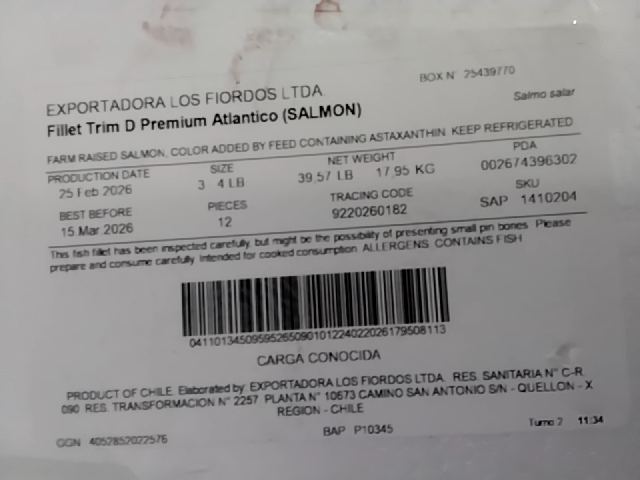 BOX N° 25439770
EXPORTADORA LOS FIORDOS LTDA.
Salmo salar
Fillet Trim D Premium Atlantico (SALMON)
FARM RAISED SALMON, COLOR ADDED BY FEED CONTAINING ASTAXANTHIN. KEEP REFRIGERATED
PRODUCTION DATE SIZE NET WEIGHT PDA
25 Feb 2026 3 4 LB 39.57 LB 17.95 KG 002674396302
BEST BEFORE PIECES TRACING CODE SKU
15 Mar 2026 12 9220260182 SAP 1410204
This fish fillet has been inspected carefully, but might be the possibility of presenting small pin bones. Please
prepare and consume carefully. Intended for cooked consumption. ALLERGENS: CONTAINS FISH
CARGA CONOCIDA
PRODUCT OF CHILE. Elaborated by: EXPORTADORA LOS FIORDOS LTDA. RES. SANITARIA N° C-R
090 RES. TRANSFORMACION N° 2257 PLANTA N° 10673 CAMINO SAN ANTONIO S/N - QUELLON - X
REGION - CHILE
GGN 4052852022576 BAP P10345 Turno 2 11:34